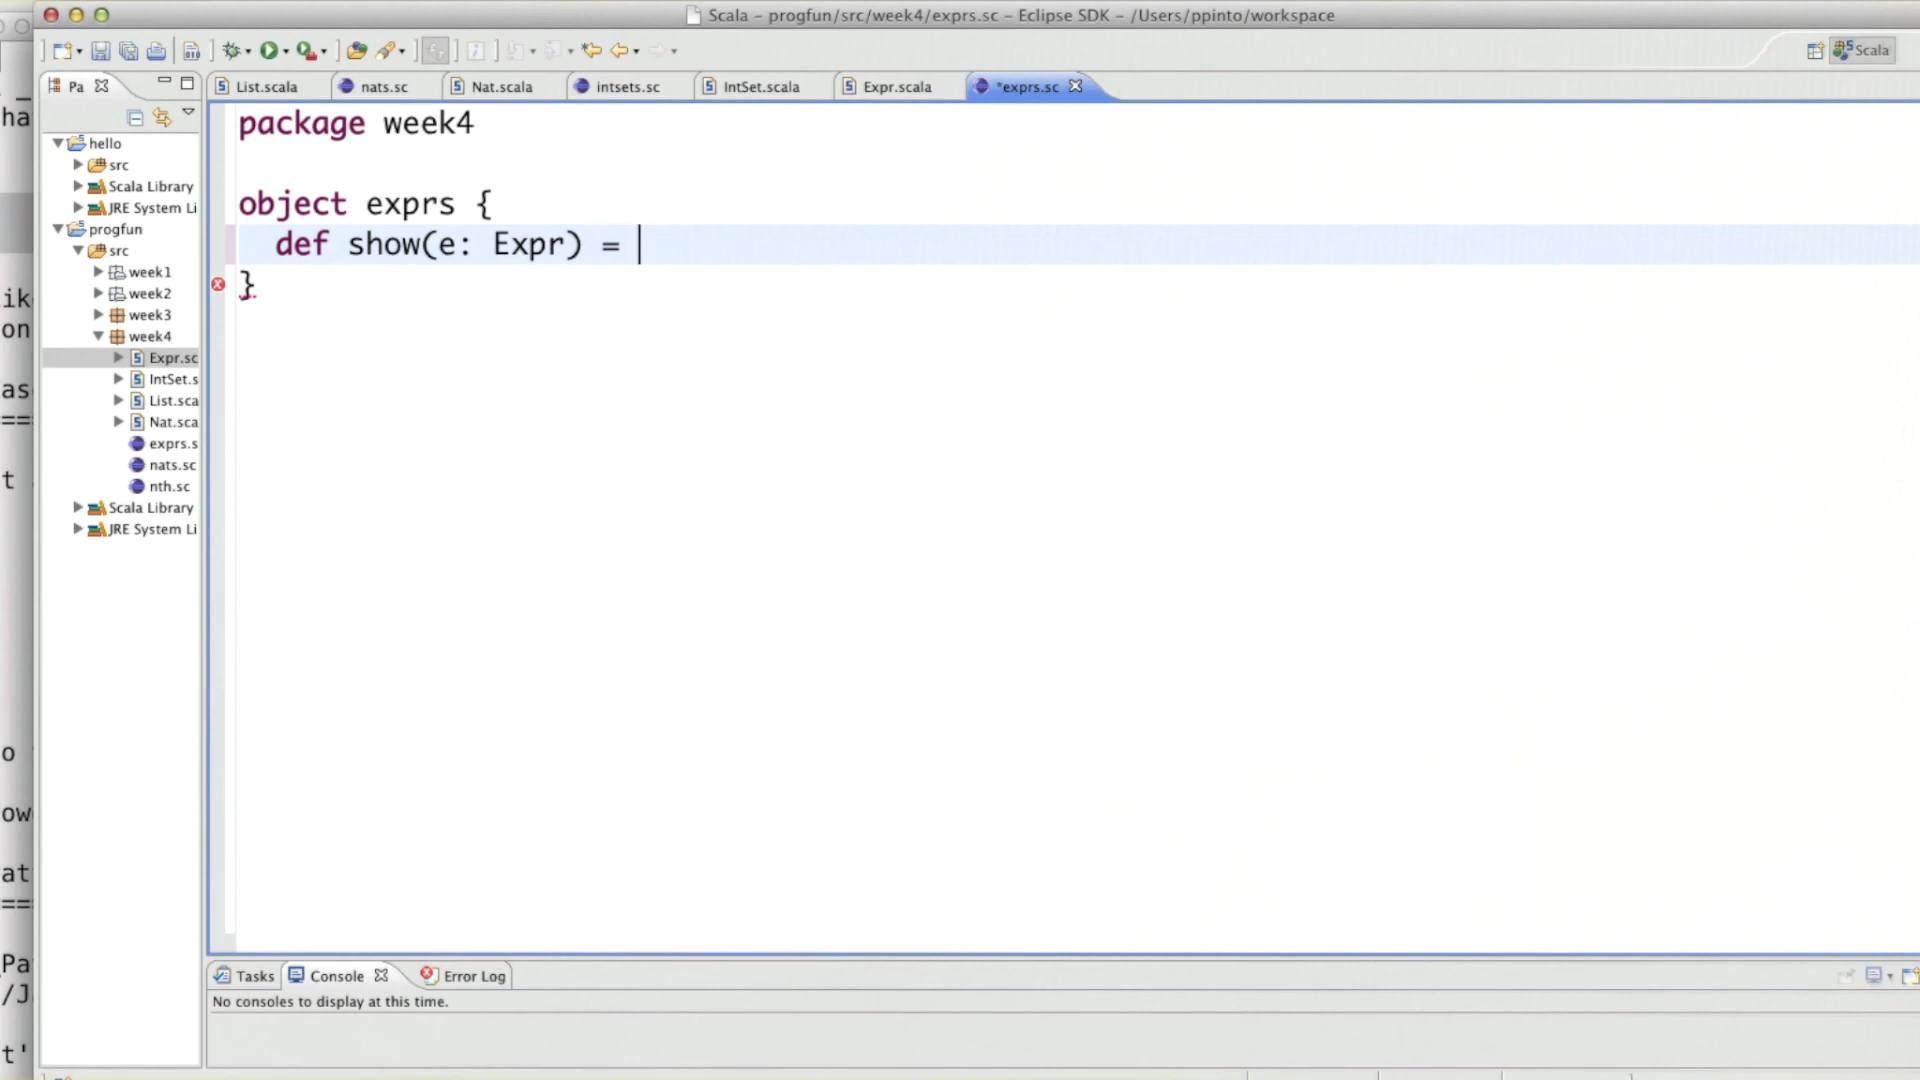 Scala – progfun/src/week4/exprs.sc – Eclipse SDK – /Users/ppinto/workspace
Scala
Pa
List.scala
nats.sc
Nat.scala
intsets.sc
IntSet.scala
Expr.scala
*exprs.sc
hello
src
Scala Library
JRE System Li
progfun
src
week1
week2
week3
week4
Expr.sc
IntSet.s
List.sca
Nat.sca
exprs.s
nats.sc
nth.sc
Scala Library
JRE System Li
package week4
object exprs {
def show(e: Expr) =
}
Tasks
Console
Error Log
No consoles to display at this time.